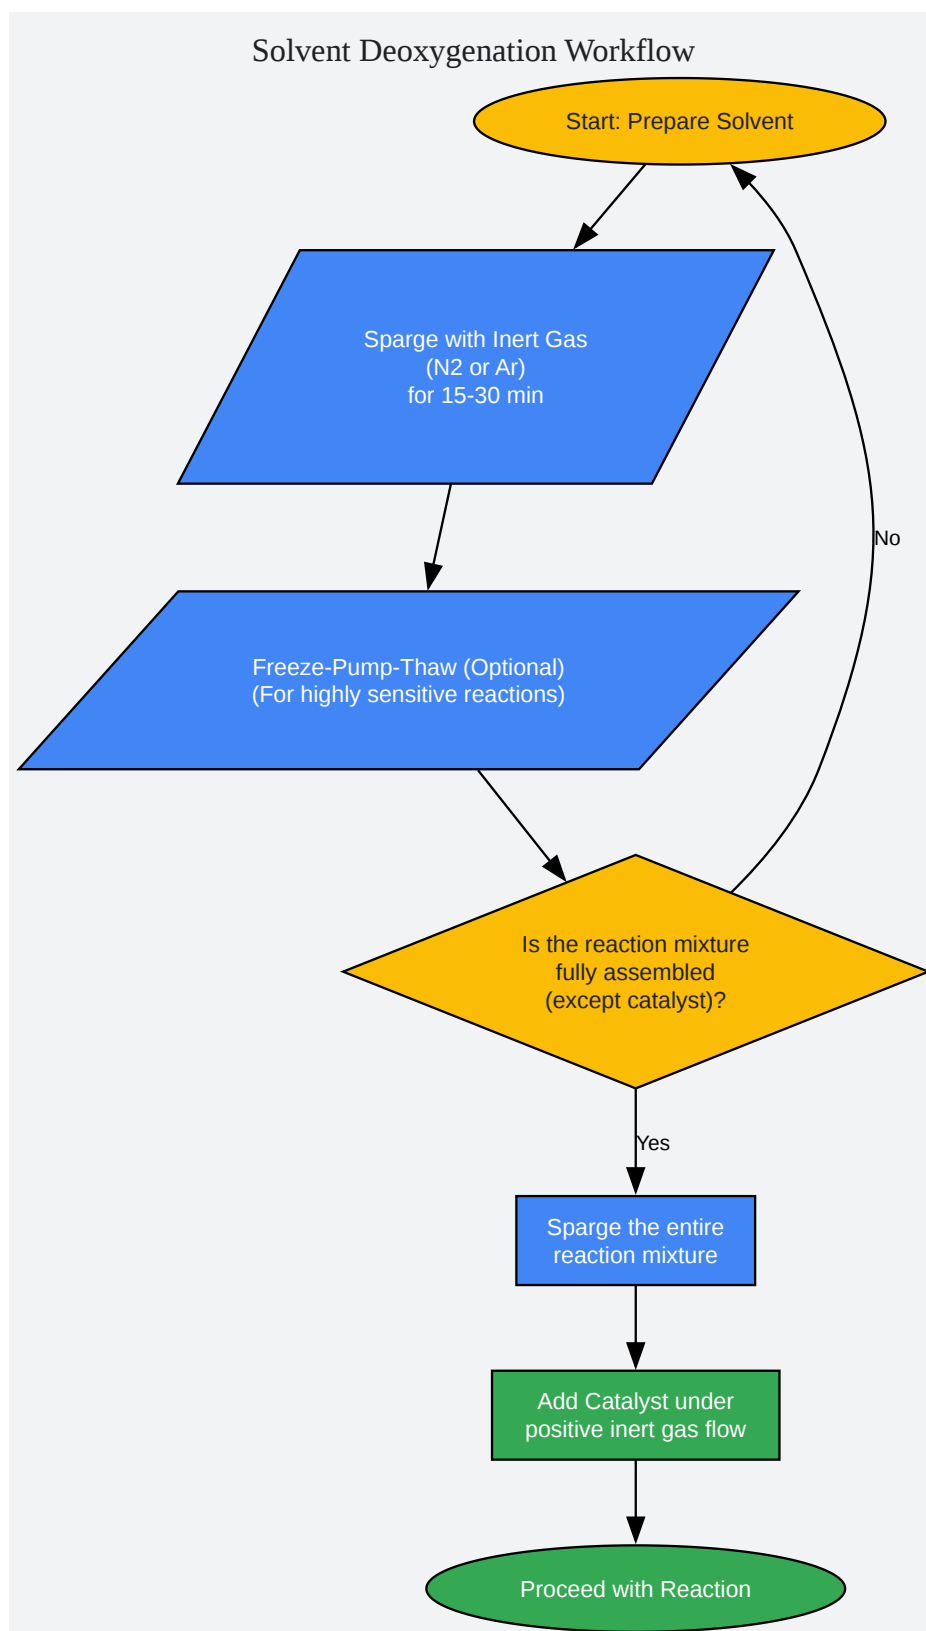 Solvent Deoxygenation Workflow
Start: Prepare Solvent
Sparge with Inert Gas
(N2 or Ar)
for 15-30 min
No
Freeze-Pump-Thaw (Optional)
(For highly sensitive reactions)
Is the reaction mixture
fully assembled
(except catalyst)?
Yes
Sparge the entire
reaction mixture
Add Catalyst under
positive inert gas flow
Proceed with Reaction